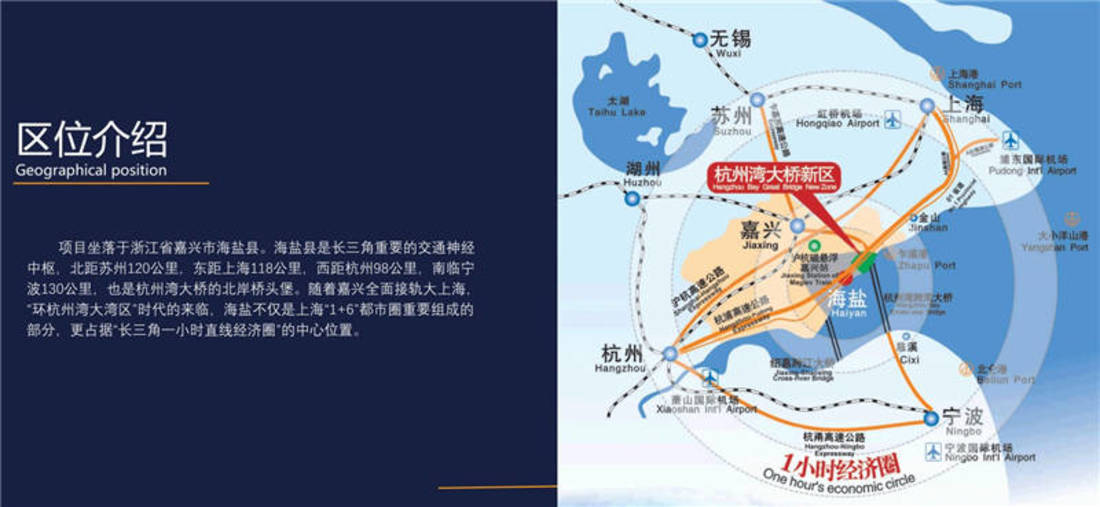 区位介绍
Geographical position
项目坐落于浙江省嘉兴市海盐县。海盐县是长三角重要的交通神经
中枢，北距苏州120公里，东距上海118公里，西距杭州98公里，南临宁
波130公里，也是杭州湾大桥的北岸桥头堡。随着嘉兴全面接轨大上海，
“环杭州湾大湾区”时代的来临，海盐不仅是上海“1+6”都市圈重要组成的
部分，更占据“长三角一小时直线经济圈”的中心位置。
无锡
Wuxi
上海港
Shanghai Port
太湖
Taihu Lake
苏州
Suzhou
虹桥机场
Hongqiao Airport
上海
Shanghai
浦东国际机场
Pudong Int'l Airport
湖州
Huzhou
杭州湾大桥新区
Hangzhou Bay Great Bridge New Zone
金山
Jinshan
嘉兴
Jiaxing
大小洋山港
Yangshan Port
沪杭磁悬浮
嘉兴站
Jiaxing Station of
Maglev Train
乍浦港
Zhapu Port
沪杭高速公路
Shanghai-Hangzhou
Expressway
杭浦高速公路
Expressway
海盐
Haiyan
杭州湾跨海大桥
杭州
Hangzhou
慈溪
Cixi
Jiaxing-Shaoxing
Cross-River Bridge
北仑港
Beilun Port
萧山国际机场
Xiaoshan Int'l Airport
宁波
Ningbo
杭甬高速公路
Hangzhou-Ningbo
Expressway
宁波国际机场
Ningbo Int'l Airport
1小时经济圈
One hour's economic circle